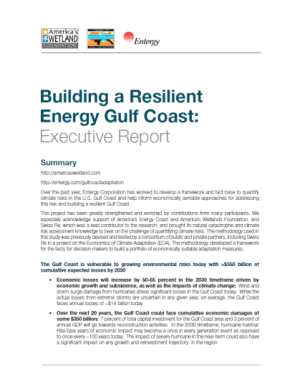 America's
WETLAND
FOUNDATION
Entergy
Building a Resilient
Energy Gulf Coast:
Executive Report
Summary
http://americaswetland.com
http://entergy.com/gulfcoastadaptation
Over the past year, Entergy Corporation has worked to develop a framework and fact base to quantify
climate risks in the U.S. Gulf Coast and help inform economically sensible approaches for addressing
this risk and building a resilient Gulf Coast.
This project has been greatly strengthened and enriched by contributions from many participants. We
especially acknowledge support of America's Energy Coast and America's Wetlands Foundation, and
Swiss Re, which was a lead contributor to the research, and brought its natural catastrophe and climate
risk assessment knowledge to bear on the challenge of quantifying climate risks. The methodology used in
this study was previously devised and tested by a consortium of public and private partners, including Swiss
Re in a project on the Economics of Climate Adaptation (ECA). The methodology developed a framework
for the facts for decision-makers to build a portfolio of economically suitable adaptation measures.
The Gulf Coast is vulnerable to growing environmental risks today with >$350 billion of
cumulative expected losses by 2030
• Economic losses will increase by 50-65 percent in the 2030 timeframe driven by
economic growth and subsidence, as well as the impacts of climate change: Wind and
storm surge damage from hurricanes drives significant losses in the Gulf Coast today. While the
actual losses from extreme storms are uncertain in any given year, on average, the Gulf Coast
faces annual losses of ~$14 billion today
• Over the next 20 years, the Gulf Coast could face cumulative economic damages of
some $350 billion: 7 percent of total capital investment for the Gulf Coast area and 3 percent of
annual GDP will go towards reconstruction activities. In the 2030 timeframe, hurricane Katrina/
Rita-type years of economic impact may become a once in every generation event as opposed
to once every ~100 years today. The impact of severe hurricane in the near-term could also have
a significant impact on any growth and reinvestment trajectory in the region